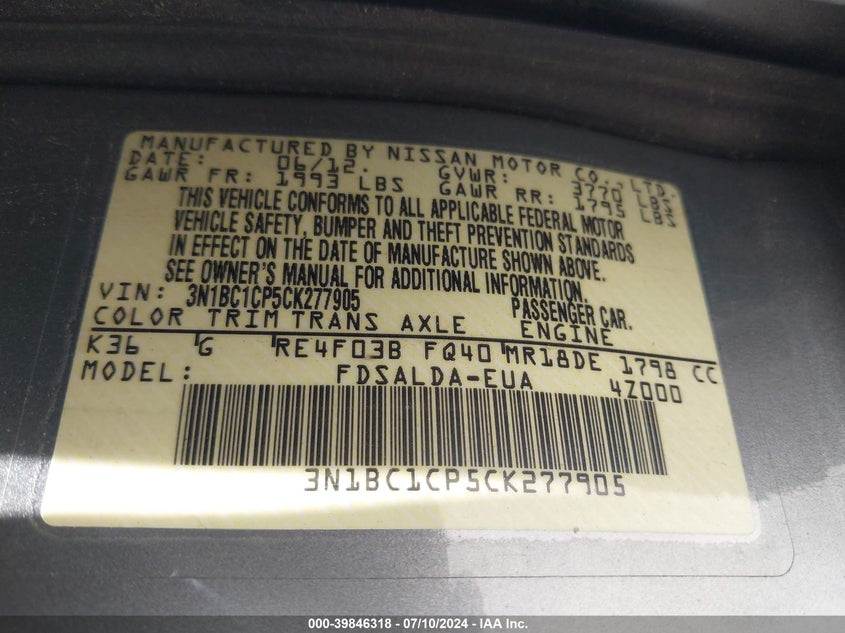 MANUFACTURED BY NISSAN MOTOR CO., LTD.
DATE: 06/12. GVWR: 3770 LBS
GAWR FR: 1993 LBS GAWR RR: 1795 LBS
THIS VEHICLE CONFORMS TO ALL APPLICABLE FEDERAL MOTOR
VEHICLE SAFETY, BUMPER AND THEFT PREVENTION STANDARDS
IN EFFECT ON THE DATE OF MANUFACTURE SHOWN ABOVE.
SEE OWNER'S MANUAL FOR ADDITIONAL INFORMATION.
VIN: 3N1BC1CP5CK277905 PASSENGER CAR.
COLOR TRIM TRANS AXLE ENGINE
K36 G RE4F03B FQ40 MR18DE 1798 CC
MODEL: FDSALDA-EUA 4Z000
3N1BC1CP5CK277905
000-39846318 - 07/10/2024 - IAA Inc.